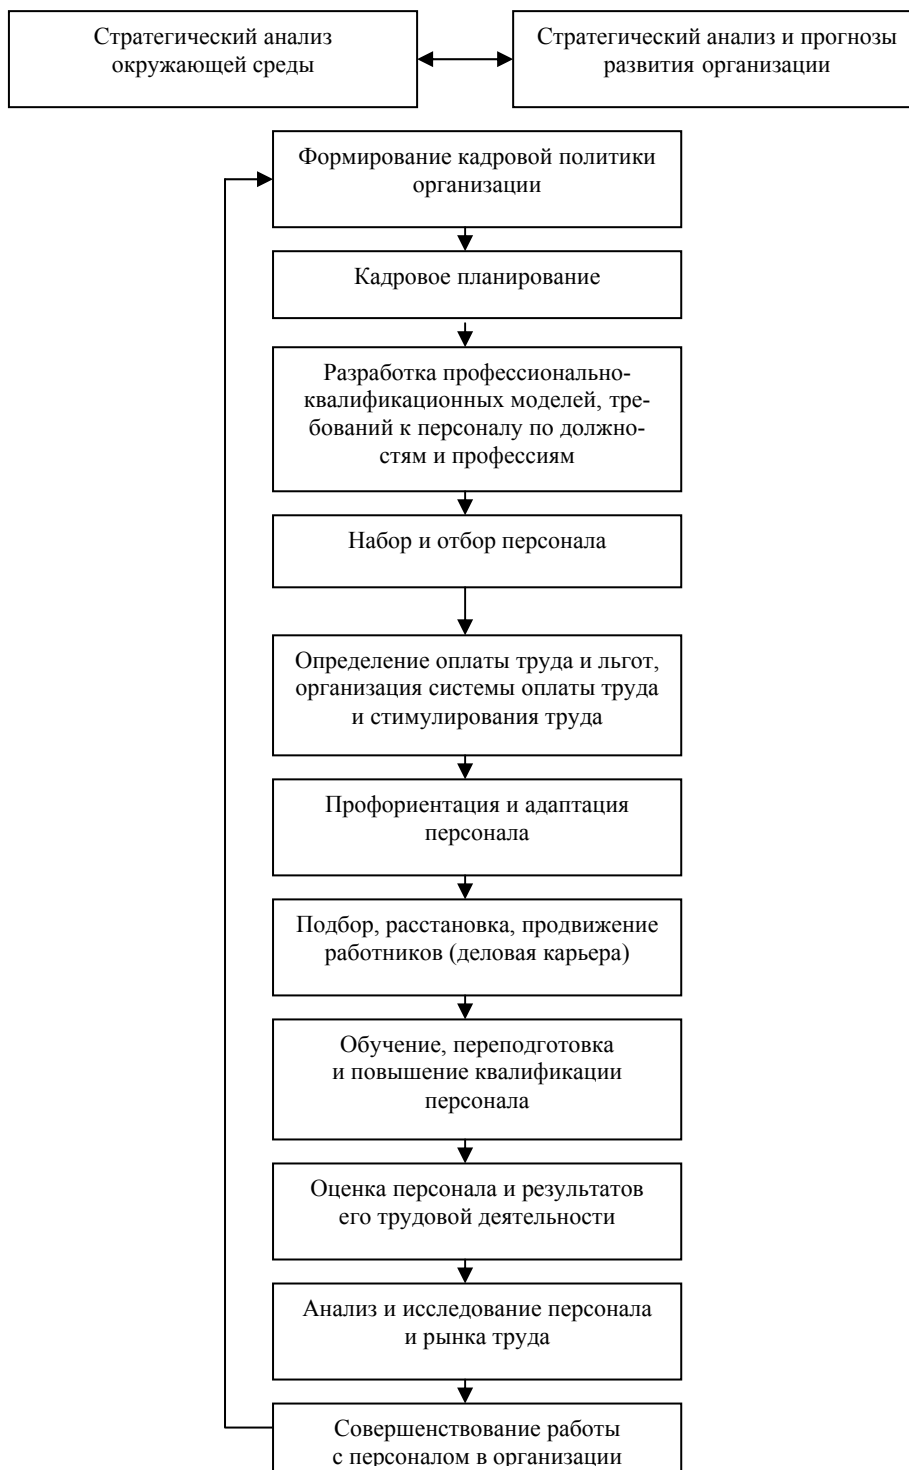 Стратегический анализ
окружающей среды
Стратегический анализ и прогнозы
развития организации
Формирование кадровой политики
организации
Кадровое планирование
Разработка профессионально-
квалификационных моделей, тре-
бований к персоналу по должно-
стям и профессиям
Набор и отбор персонала
Определение оплаты труда и льгот,
организация системы оплаты труда
и стимулирования труда
Профориентация и адаптация
персонала
Подбор, расстановка, продвижение
работников (деловая карьера)
Обучение, переподготовка
и повышение квалификации
персонала
Оценка персонала и результатов
его трудовой деятельности
Анализ и исследование персонала
и рынка труда
Совершенствование работы
с персоналом в организации